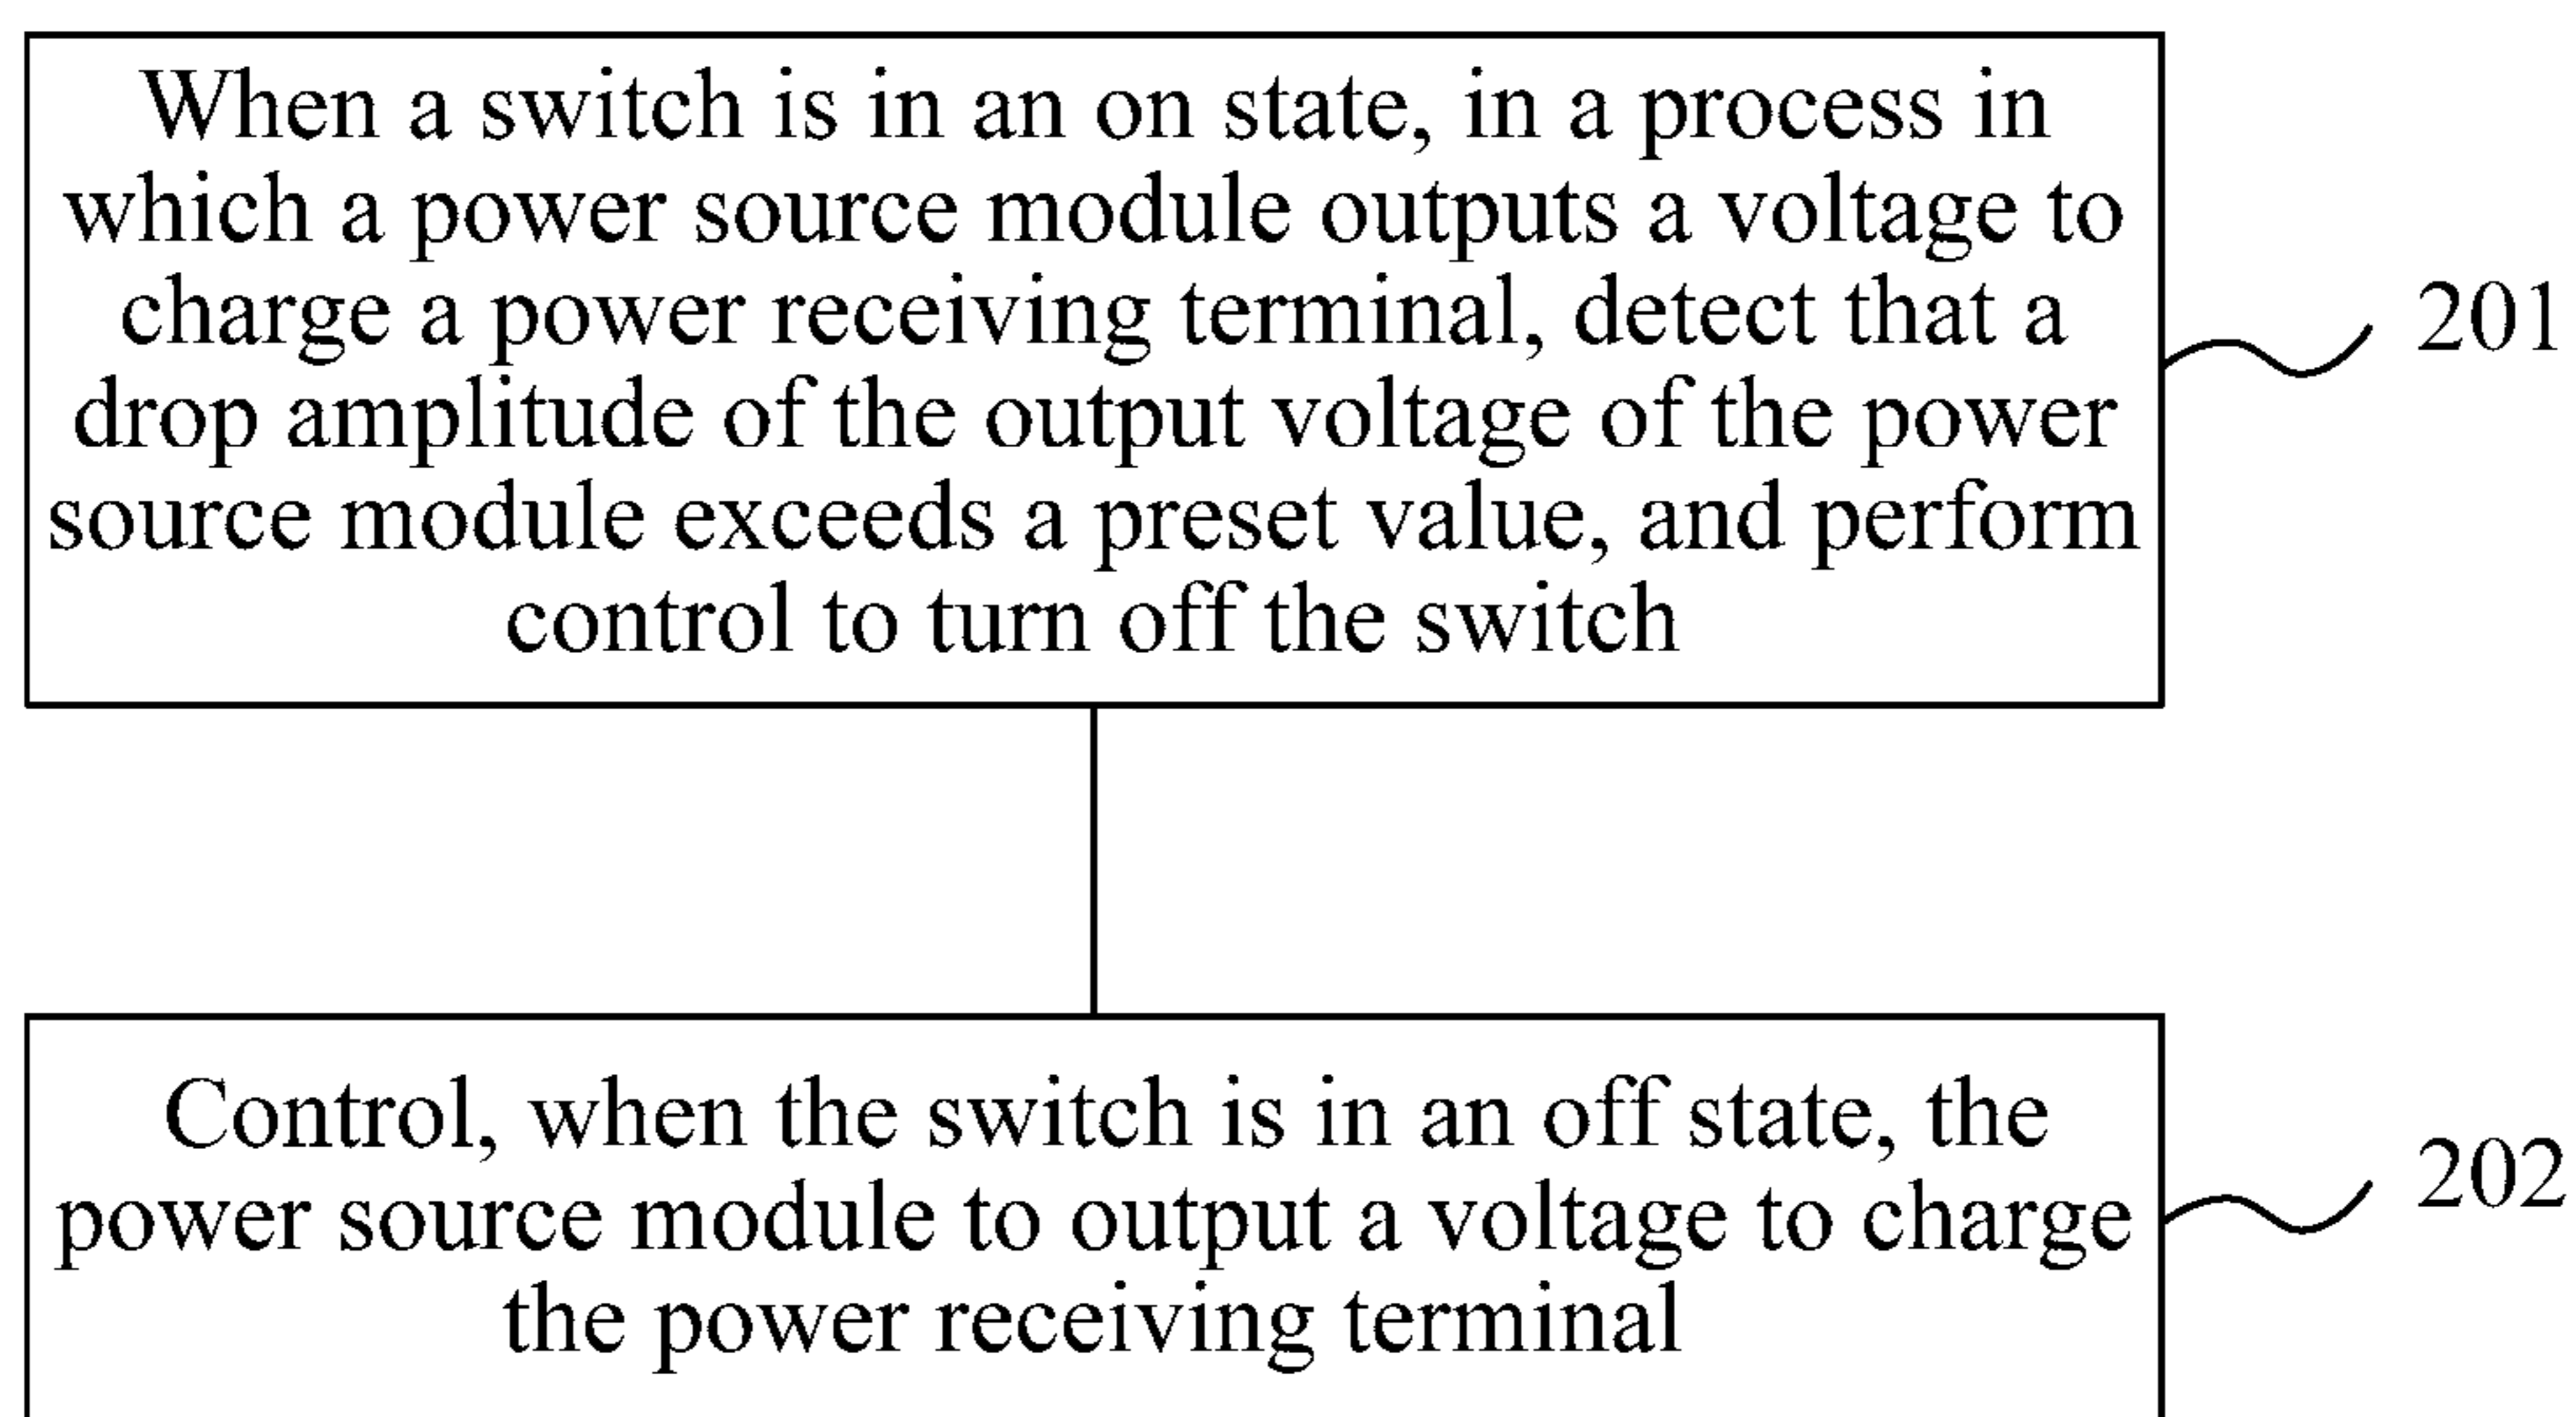 When a switch is in an on state, in a process in
which a power source module outputs a voltage to
charge a power receiving terminal, detect that a
drop amplitude of the output voltage of the power
source module exceeds a preset value, and perform
control to turn off the switch
201
Control, when the switch is in an off state, the
power source module to output a voltage to charge
the power receiving terminal
202